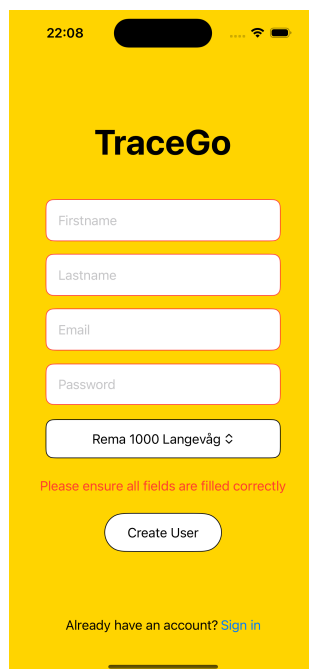 22:08
TraceGo
Firstname
Lastname
Email
Password
Rema 1000 Langevåg
Please ensure all fields are filled correctly
Create User
Already have an account? Sign in